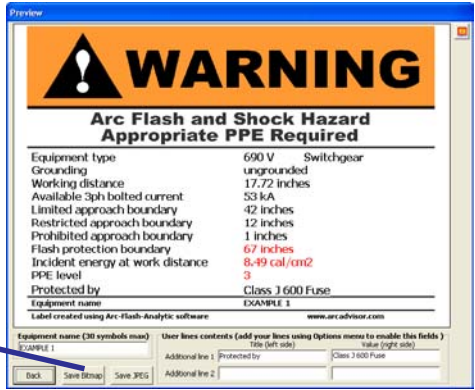 Preview
WARNING
Arc Flash and Shock Hazard
Appropriate PPE Required
Equipment type 690 V Switchgear
Grounding ungrounded
Working distance 17.72 inches
Available 3ph bolted current 53 kA
Limited approach boundary 42 inches
Restricted approach boundary 12 inches
Prohibited approach boundary 1 inches
Flash protection boundary 67 inches
Incident energy at work distance 8.49 cal/cm2
PPE level 3
Protected by Class J 600 Fuse
Equipment name EXAMPLE 1
Label created using Arc-Flash-Analytic software www.arcadvisor.com
Equipment name (30 symbols max) User lines contents (add your lines using Options menu to enable this fields )
Title (left side) Value (right side)
EXAMPLE 1 Additional line 1 Protected by Class J 600 Fuse
Back Save Bitmap Save JPEG Additional line 2